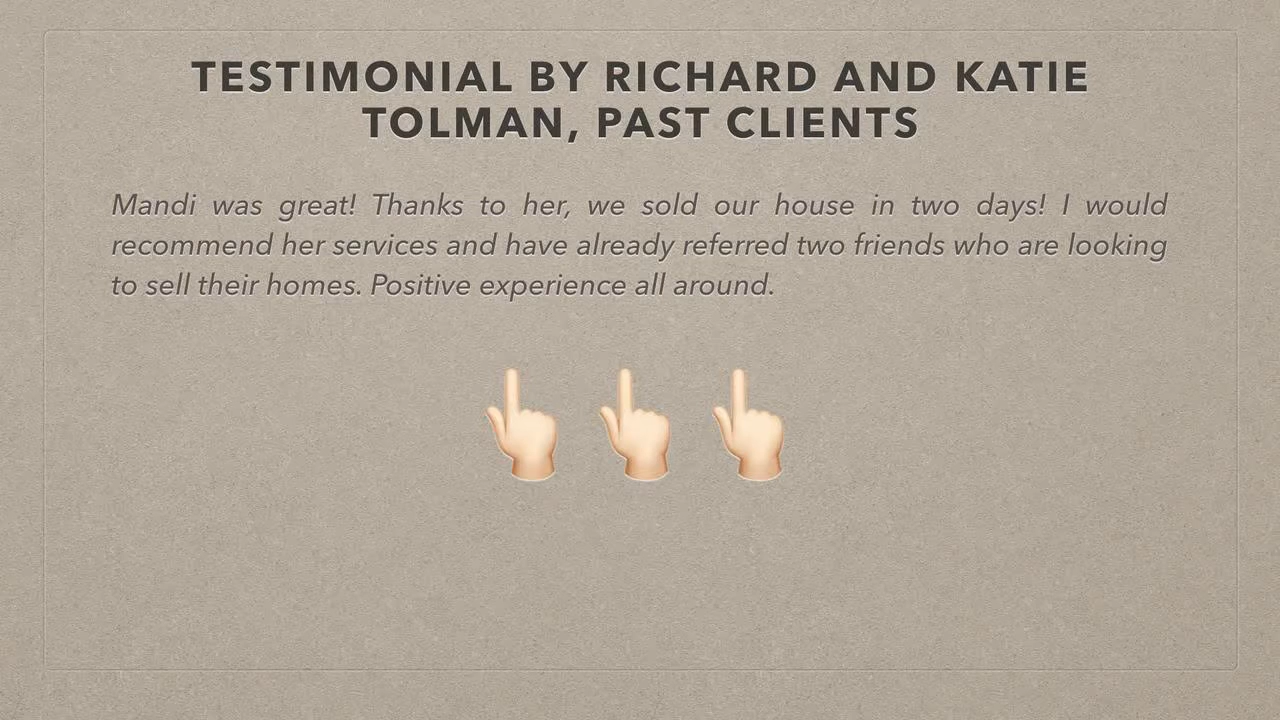 TESTIMONIAL BY RICHARD AND KATIE
TOLMAN, PAST CLIENTS
Mandi was great! Thanks to her, we sold our house in two days! I would
recommend her services and have already referred two friends who are looking
to sell their homes. Positive experience all around.